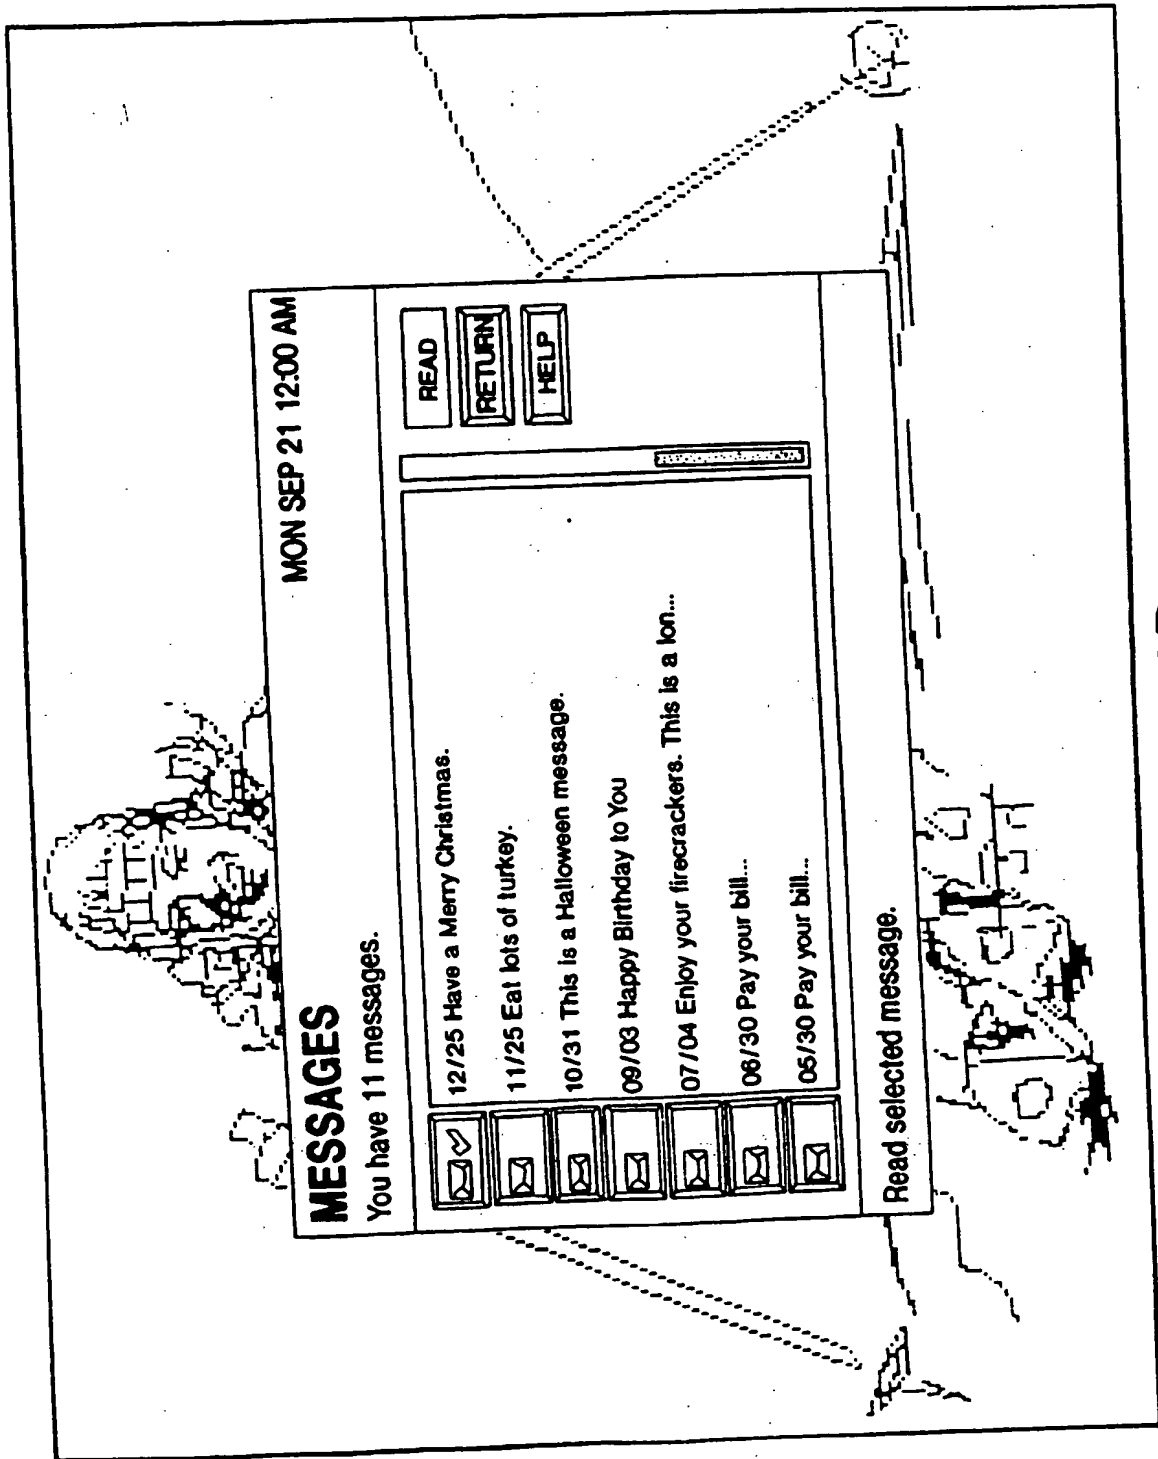 MESSAGES MON SEP 21 12:00 AM
You have 11 messages.
12/25 Have a Merry Christmas.
11/25 Eat lots of turkey.
10/31 This is a Halloween message.
09/03 Happy Birthday to You
07/04 Enjoy your firecrackers. This is a lon...
06/30 Pay your bill...
05/30 Pay your bill...
READ
RETURN
HELP
Read selected message.